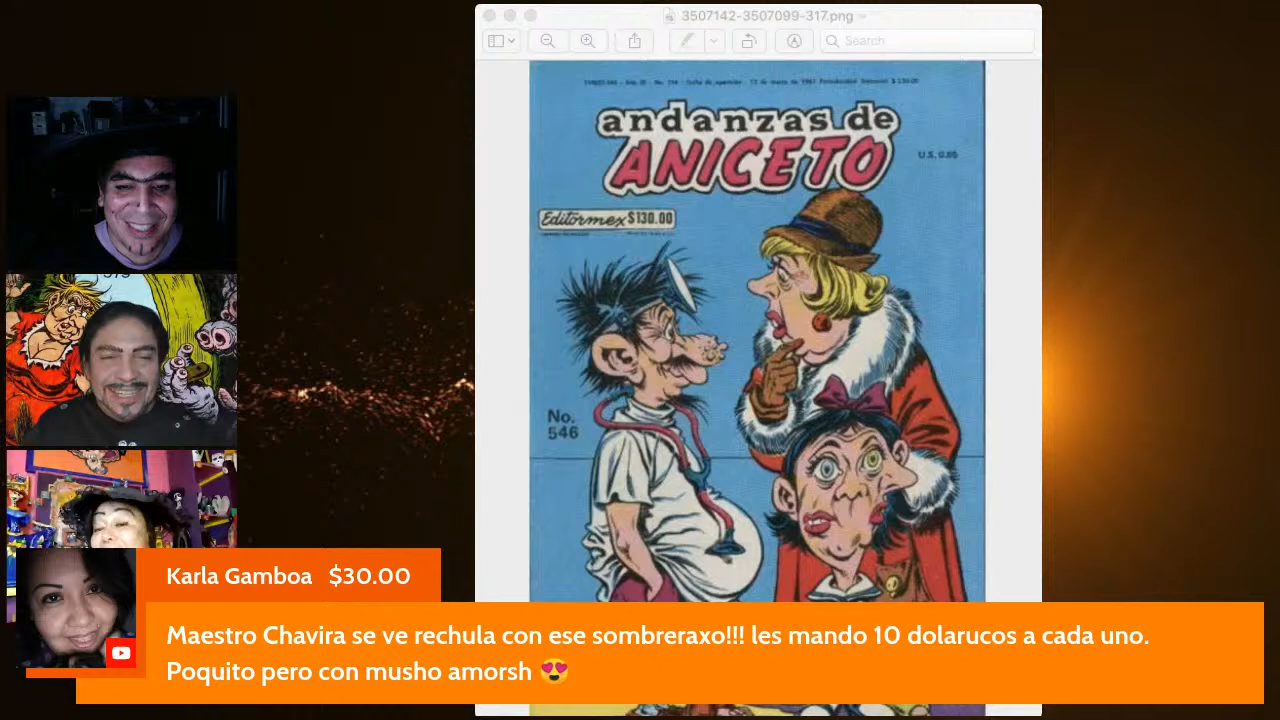 3507142-3507099-317.png
Search
andanzas de
ANICETO
U.S. 0.65
Editormex $130.00
No.
546
Karla Gamboa $30.00
Maestro Chavira se ve rechula con ese sombreraxo!!! les mando 10 dolarucos a cada uno.
Poquito pero con musho amorsh 😍